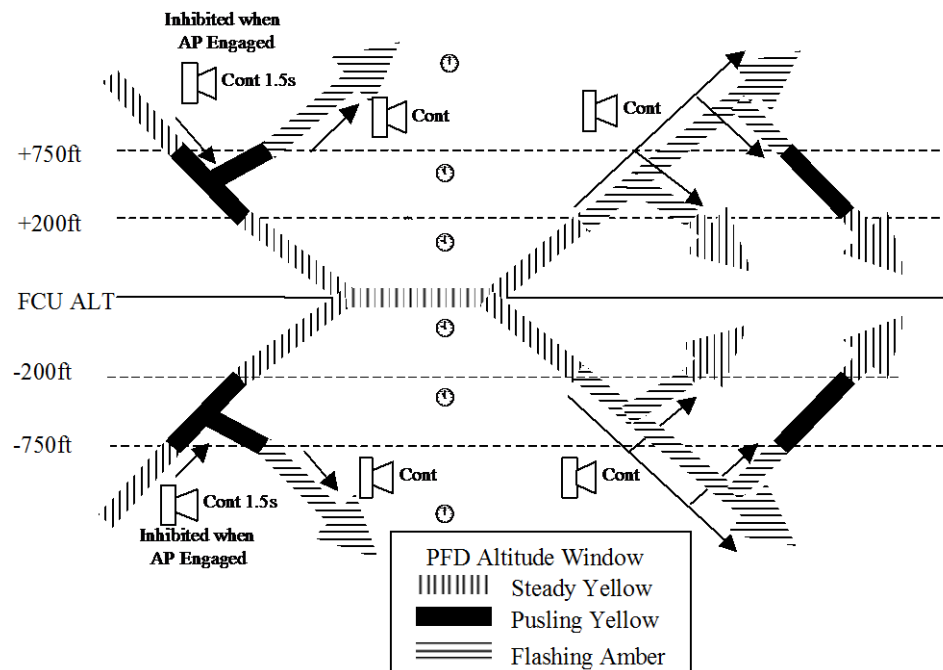 Inhibited when
AP Engaged
Cont 1.5s
Cont
Cont
+750ft
+200ft
FCU ALT
-200ft
-750ft
Cont 1.5s
Cont
Cont
Inhibited when
AP Engaged
PFD Altitude Window
Steady Yellow
Pusling Yellow
Flashing Amber